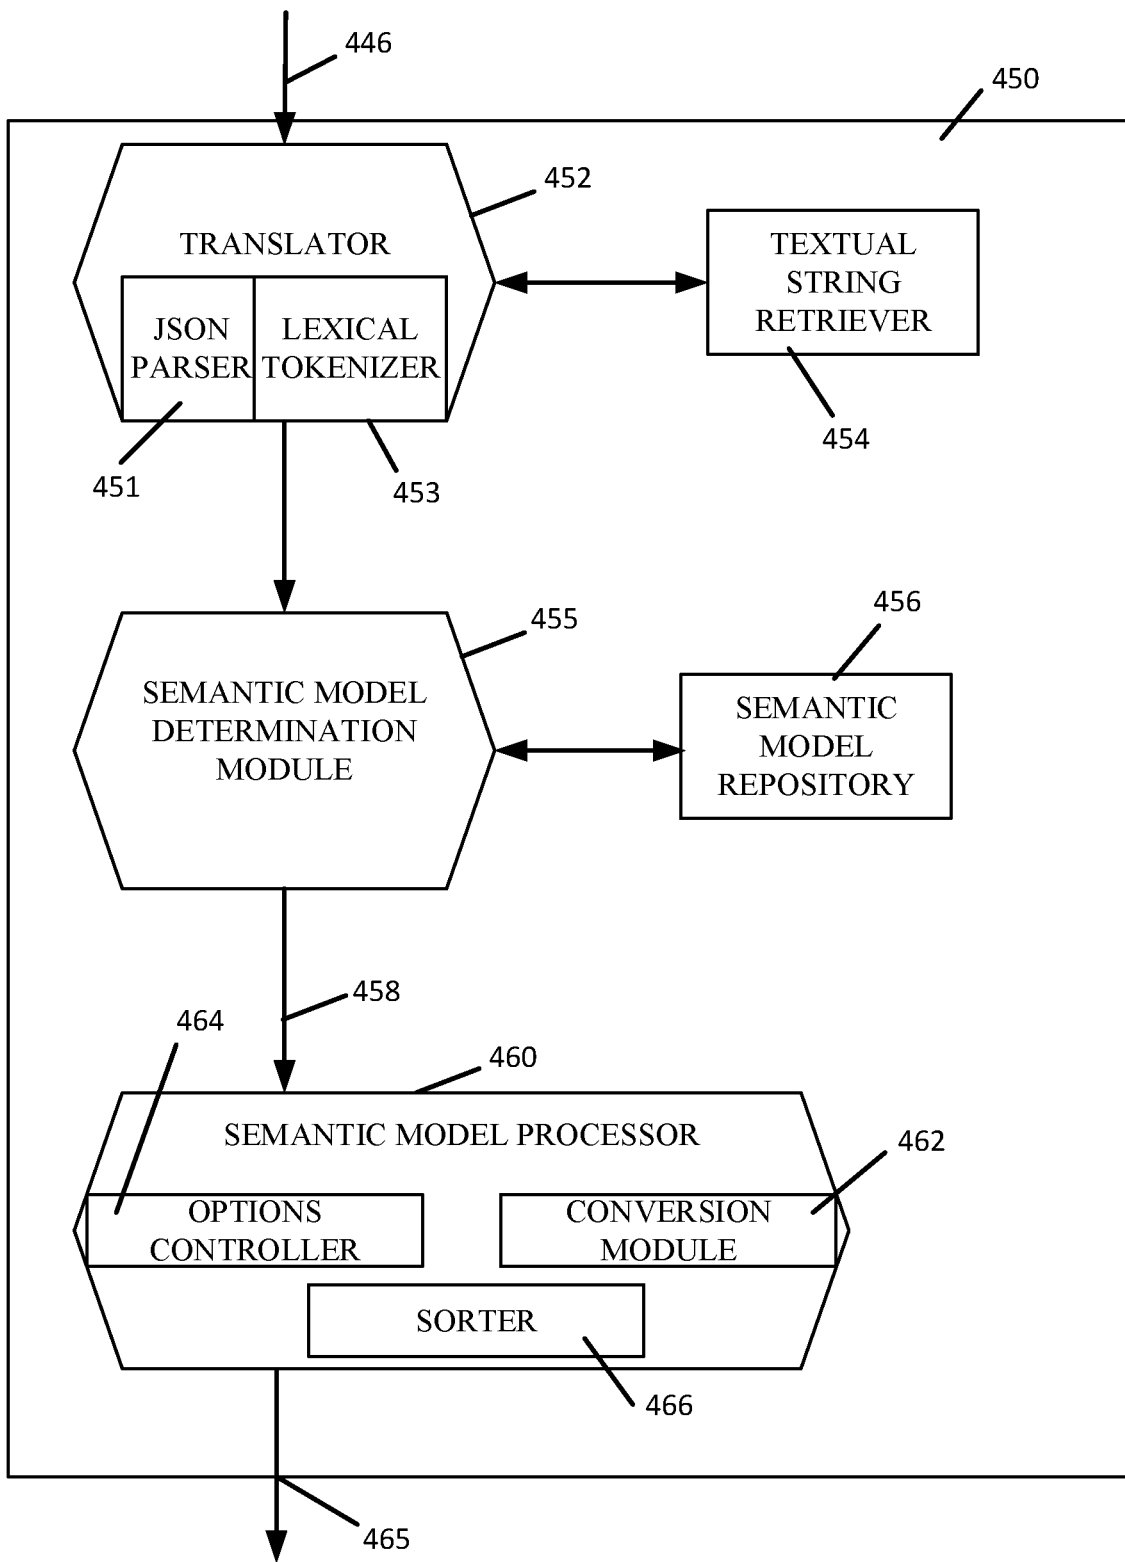 446
450
452
TRANSLATOR
TEXTUAL
STRING
RETRIEVER
JSON
PARSER
LEXICAL
TOKENIZER
454
451
453
456
455
SEMANTIC MODEL
DETERMINATION
MODULE
SEMANTIC
MODEL
REPOSITORY
458
464
460
SEMANTIC MODEL PROCESSOR
462
OPTIONS
CONTROLLER
CONVERSION
MODULE
SORTER
466
465